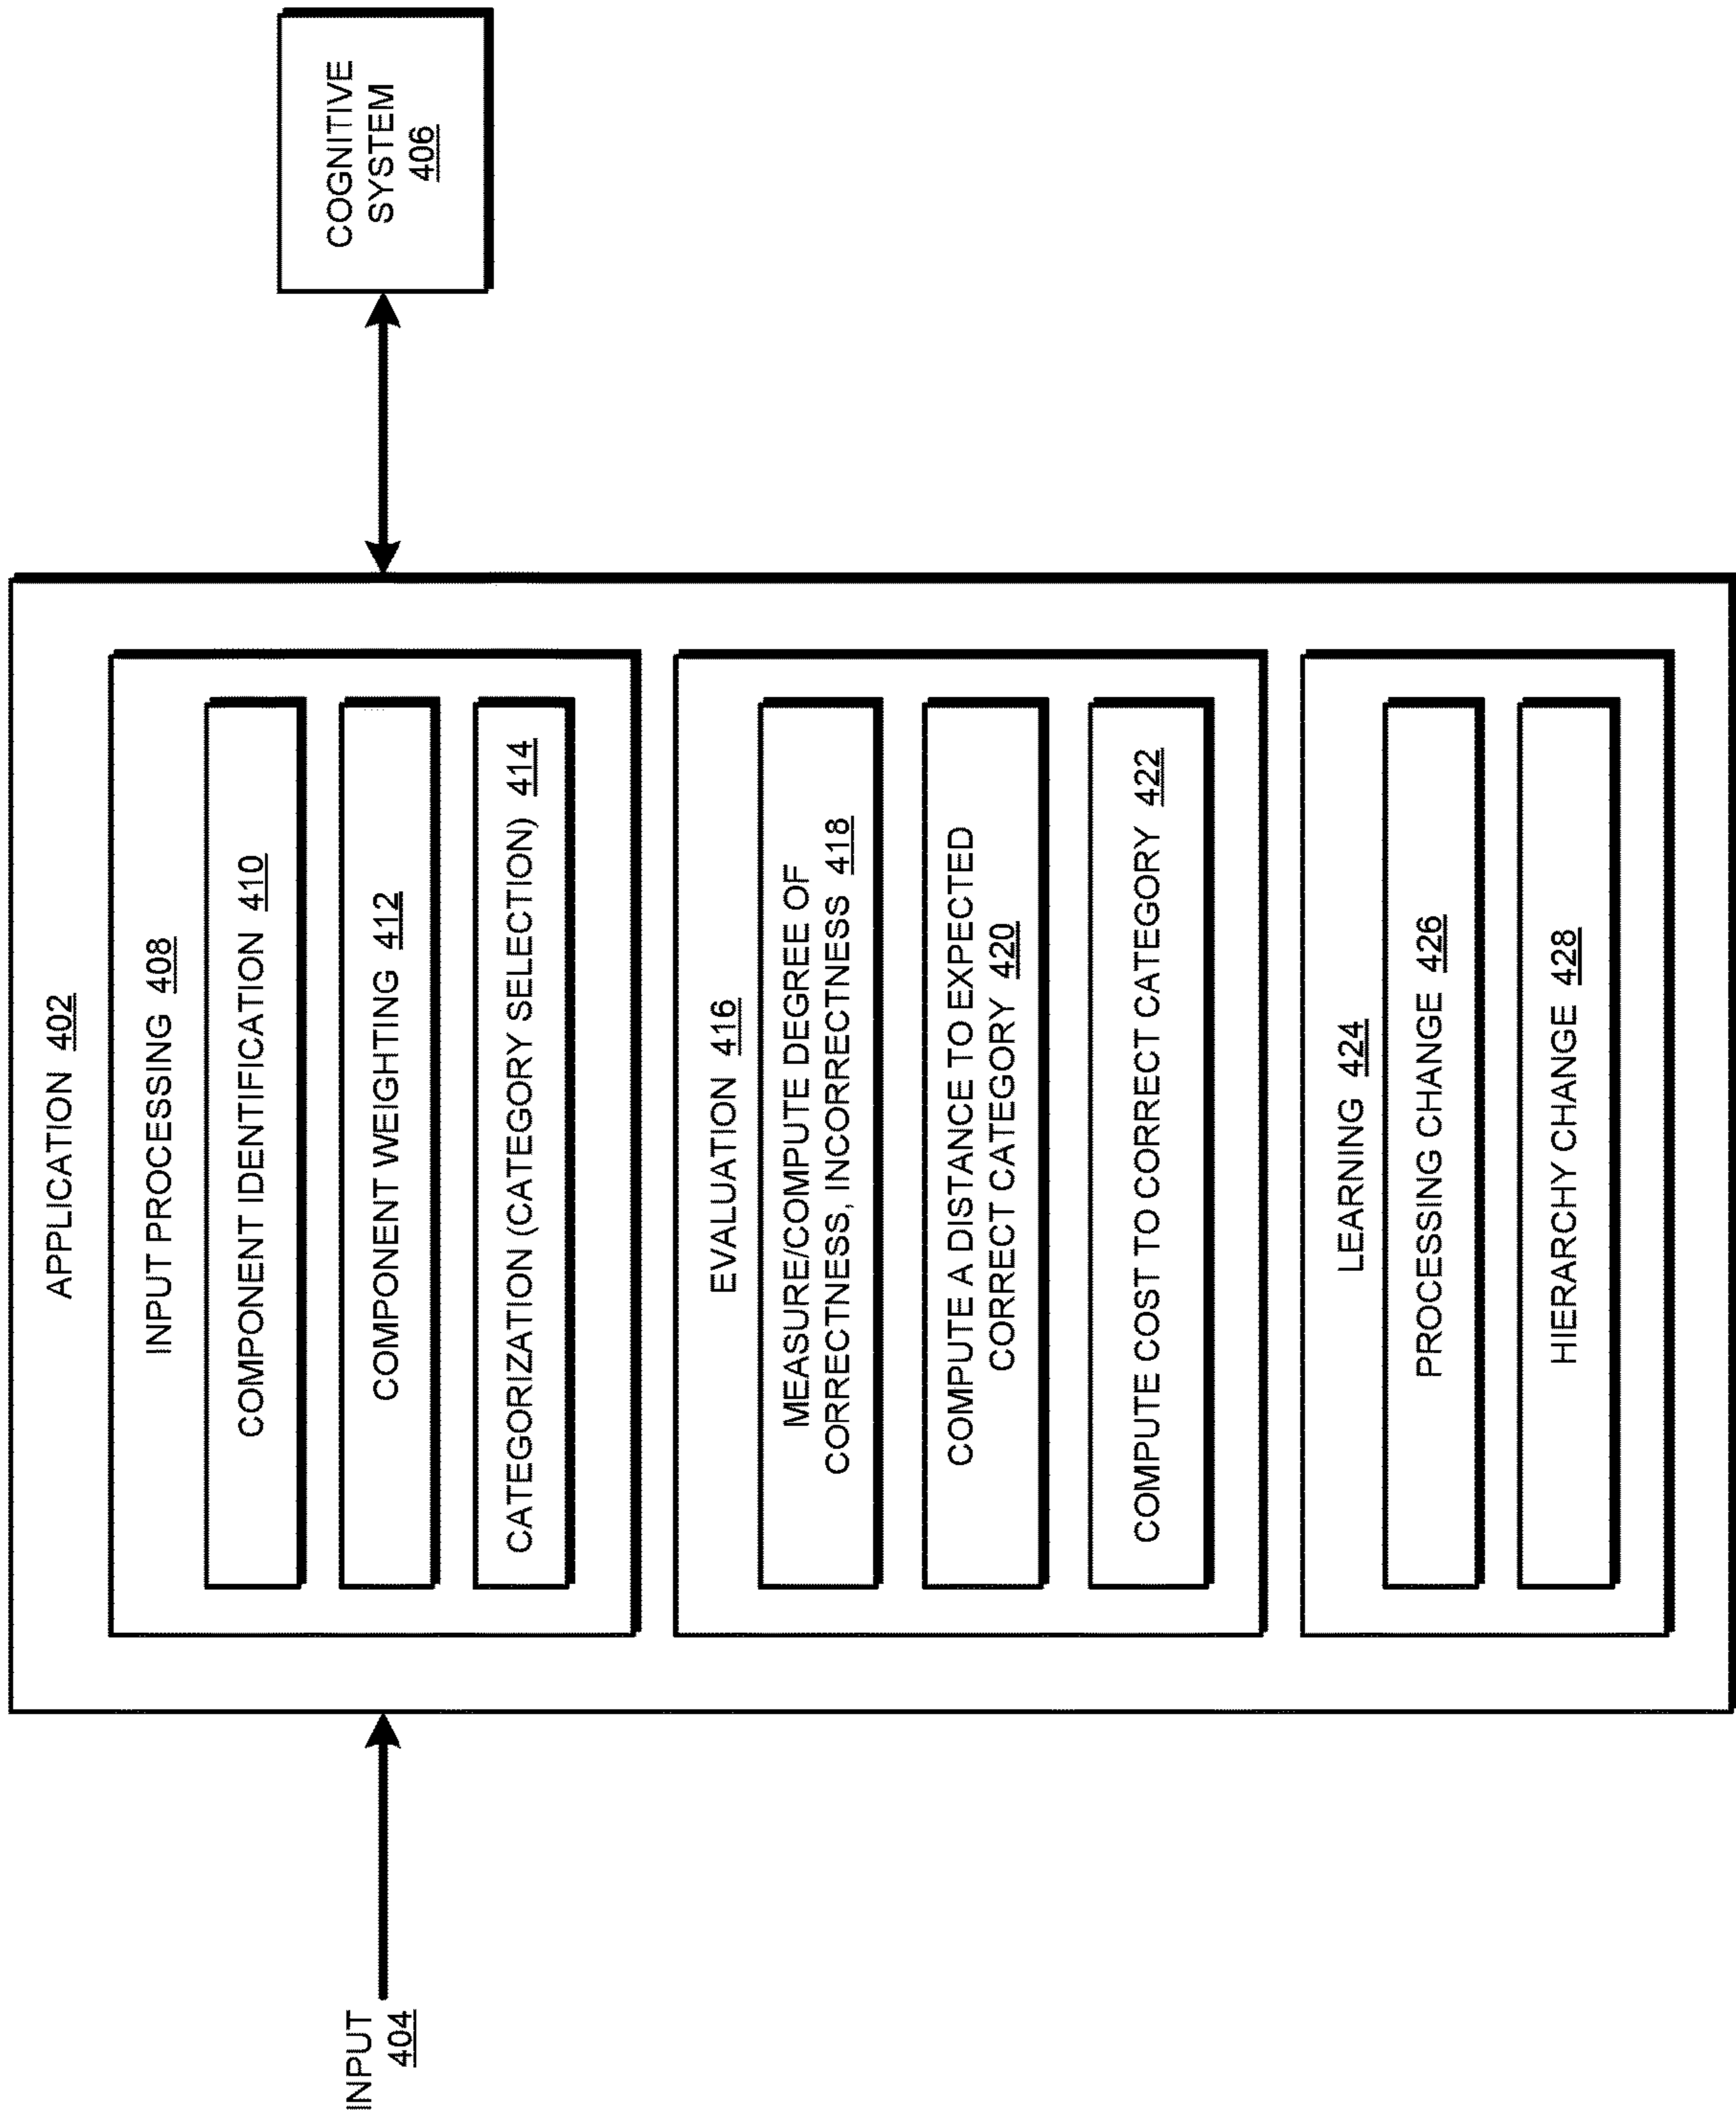 APPLICATION 402
INPUT PROCESSING 408
COMPONENT IDENTIFICATION 410
COMPONENT WEIGHTING 412
CATEGORIZATION (CATEGORY SELECTION) 414
EVALUATION 416
MEASURE/COMPUTE DEGREE OF
CORRECTNESS, INCORRECTNESS 418
COMPUTE A DISTANCE TO EXPECTED
CORRECT CATEGORY 420
COMPUTE COST TO CORRECT CATEGORY 422
LEARNING 424
PROCESSING CHANGE 426
HIERARCHY CHANGE 428
INPUT
404
COGNITIVE
SYSTEM
406